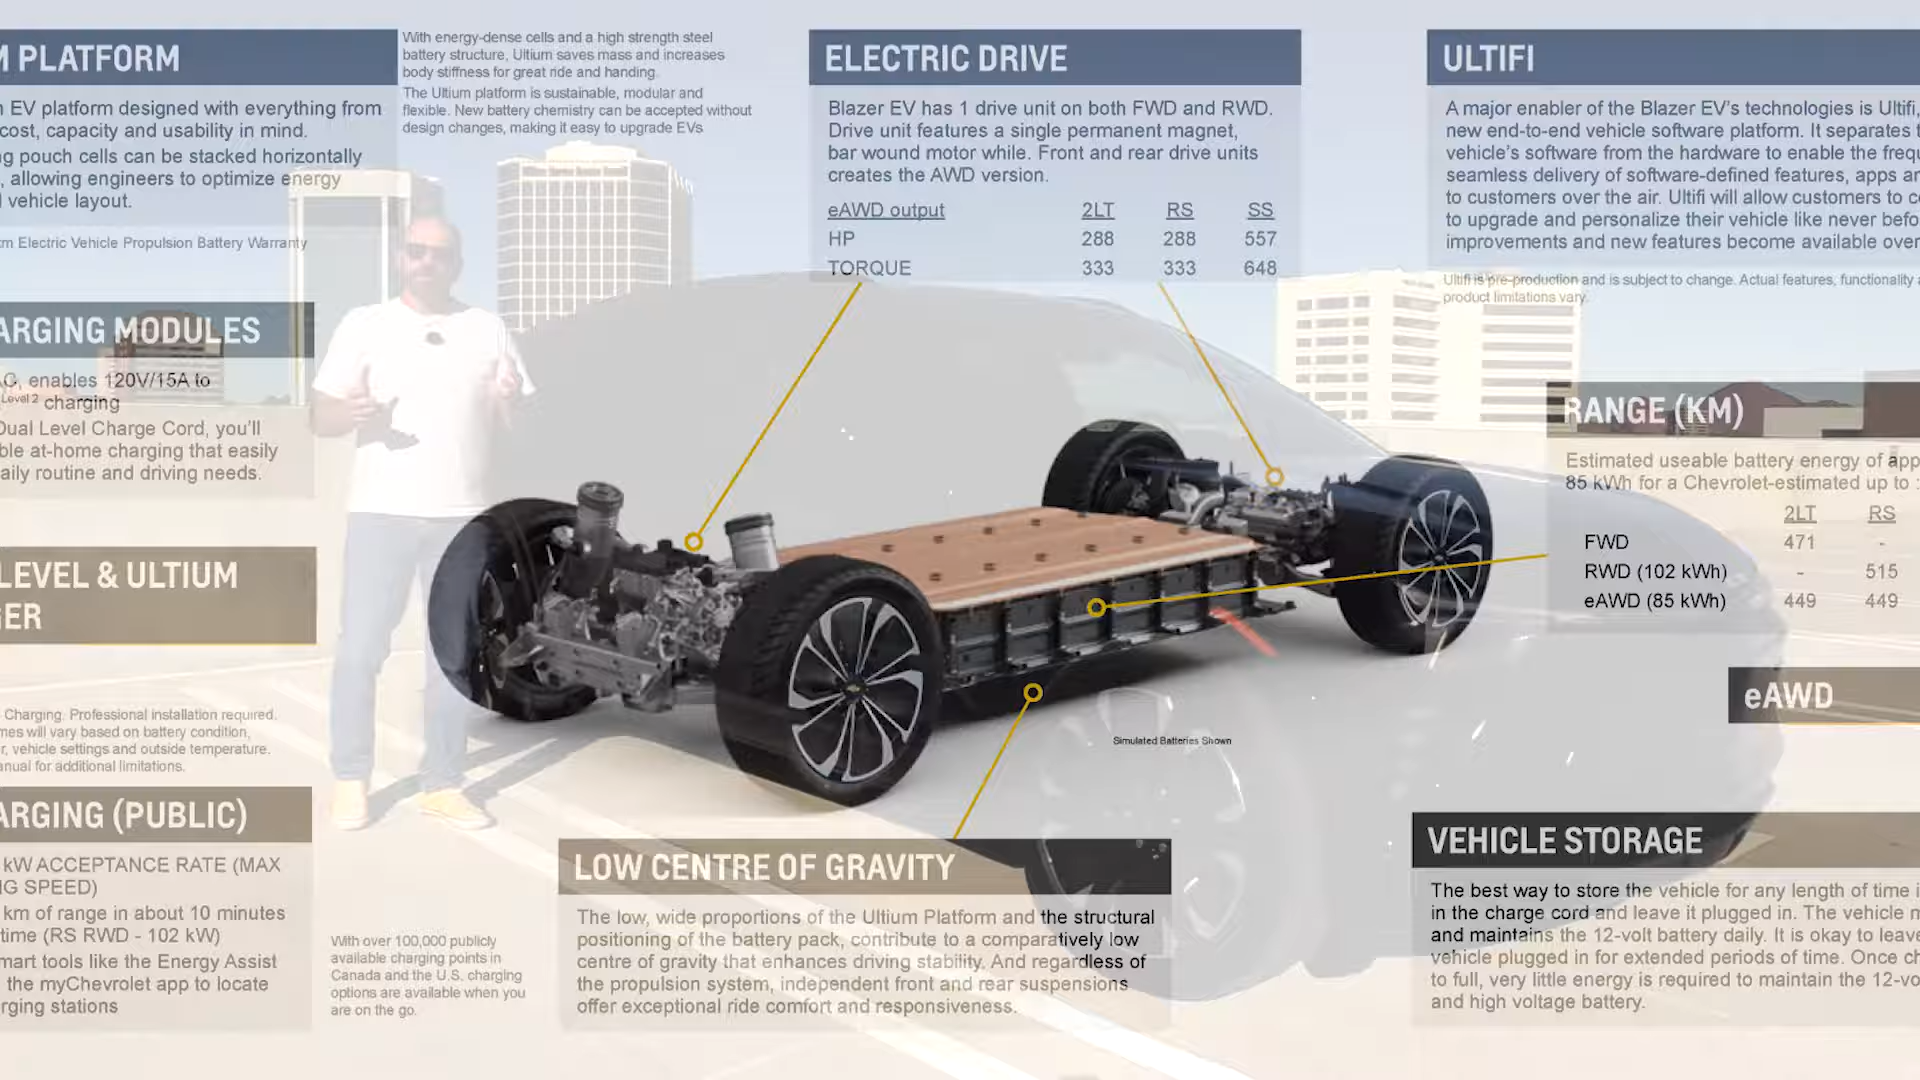 M PLATFORM
EV platform designed with everything from
cost, capacity and usability in mind.
ng pouch cells can be stacked horizontally
, allowing engineers to optimize energy
vehicle layout.
m Electric Vehicle Propulsion Battery Warranty
With energy-dense cells and a high strength steel
battery structure, Ultium saves mass and increases
body stiffness for great ride and handing.
The Ultium platform is sustainable, modular and
flexible. New battery chemistry can be accepted without
design changes, making it easy to upgrade EVs
ELECTRIC DRIVE
Blazer EV has 1 drive unit on both FWD and RWD.
Drive unit features a single permanent magnet,
bar wound motor while. Front and rear drive units
creates the AWD version.
eAWD output 2LT RS SS
HP 288 288 557
TORQUE 333 333 648
ULTIFI
A major enabler of the Blazer EV's technologies is Ultifi,
new end-to-end vehicle software platform. It separates t
vehicle's software from the hardware to enable the frequ
seamless delivery of software-defined features, apps an
to customers over the air. Ultifi will allow customers to c
to upgrade and personalize their vehicle like never befo
improvements and new features become available over
Ultifi is pre-production and is subject to change. Actual features, functionality a
product limitations vary.
ARGING MODULES
enables 120V/15A to
Level 2 charging
Dual Level Charge Cord, you'll
ble at-home charging that easily
aily routine and driving needs.
LEVEL & ULTIUM
GER
Charging. Professional installation required.
mes will vary based on battery condition,
r, vehicle settings and outside temperature.
anual for additional limitations.
ARGING (PUBLIC)
kW ACCEPTANCE RATE (MAX
NG SPEED)
km of range in about 10 minutes
time (RS RWD - 102 kW)
mart tools like the Energy Assist
the myChevrolet app to locate
rging stations
With over 100,000 publicly
available charging points in
Canada and the U.S. charging
options are available when you
are on the go.
RANGE (KM)
Estimated useable battery energy of app
85 kWh for a Chevrolet-estimated up to :
2LT RS
FWD 471 -
RWD (102 kWh) - 515
eAWD (85 kWh) 449 449
eAWD
Simulated Batteries Shown
LOW CENTRE OF GRAVITY
The low, wide proportions of the Ultium Platform and the structural
positioning of the battery pack, contribute to a comparatively low
centre of gravity that enhances driving stability. And regardless of
the propulsion system, independent front and rear suspensions
offer exceptional ride comfort and responsiveness.
VEHICLE STORAGE
The best way to store the vehicle for any length of time i
in the charge cord and leave it plugged in. The vehicle m
and maintains the 12-volt battery daily. It is okay to leave
vehicle plugged in for extended periods of time. Once ch
to full, very little energy is required to maintain the 12-vo
and high voltage battery.